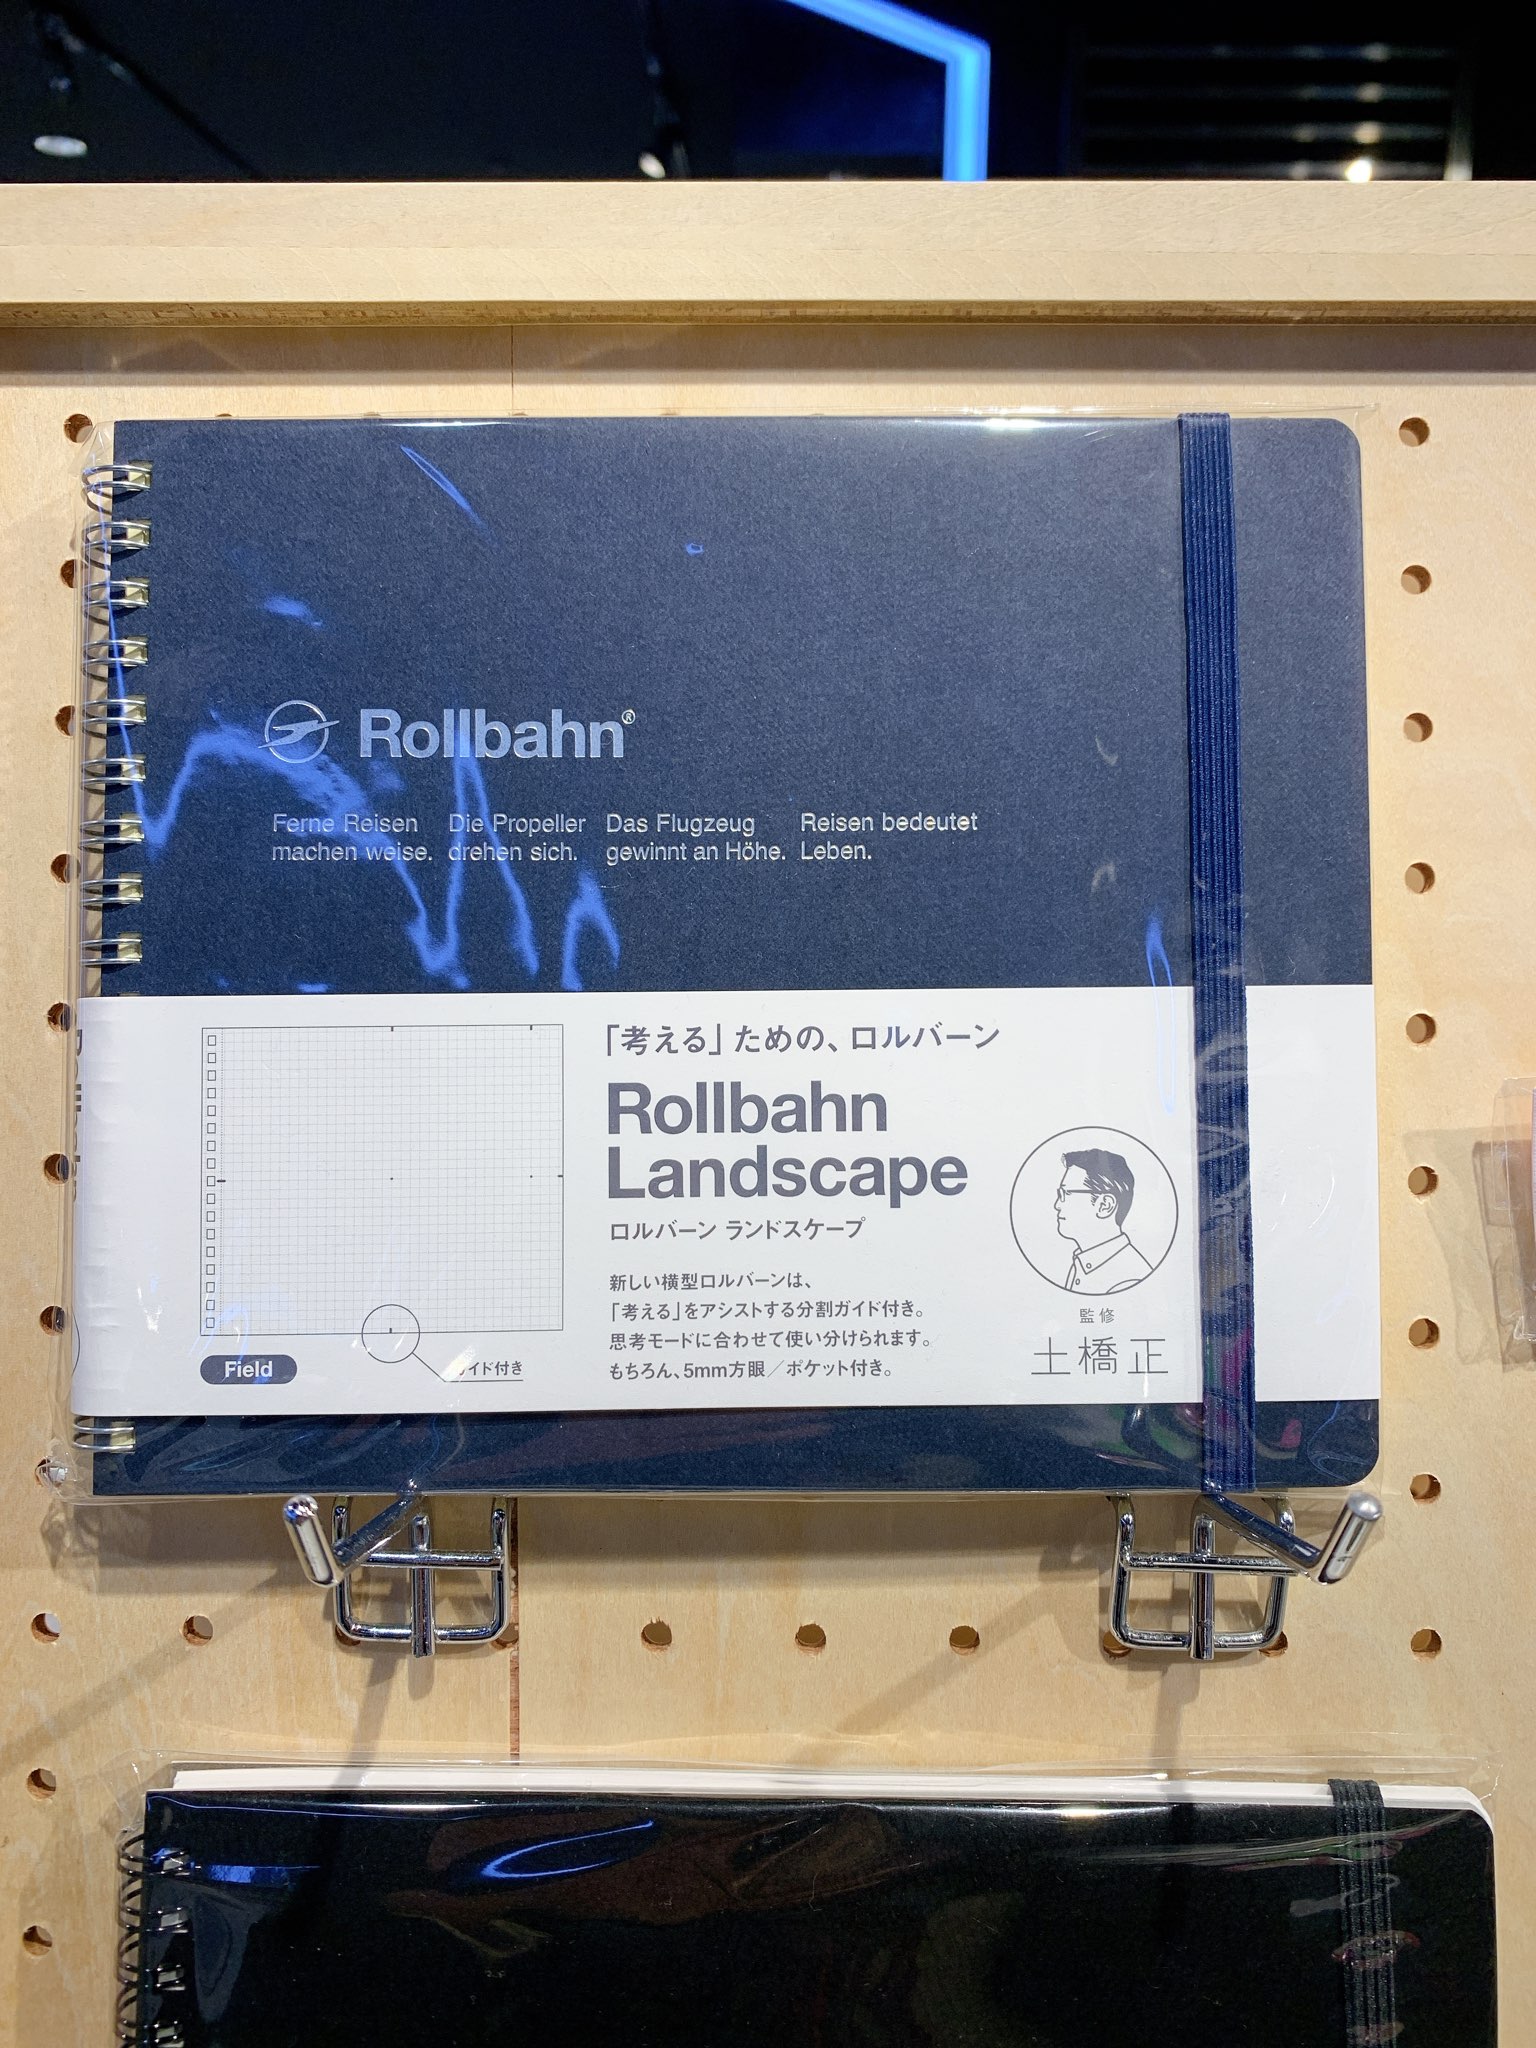 Rollbahn®
Ferne Reisen machen weise.
Die Propeller drehen sich.
Das Flugzeug gewinnt an Höhe.
Reisen bedeutet Leben.
「考える」ための、ロルバーン
Rollbahn
Landscape
ロルバーン ランドスケープ
新しい横型ロルバーンは、
「考える」をアシストする分割ガイド付き。
思考モードに合わせて使い分けられます。
もちろん、5mm方眼／ポケット付き。
監修
土橋 正
Field
ガイド付き